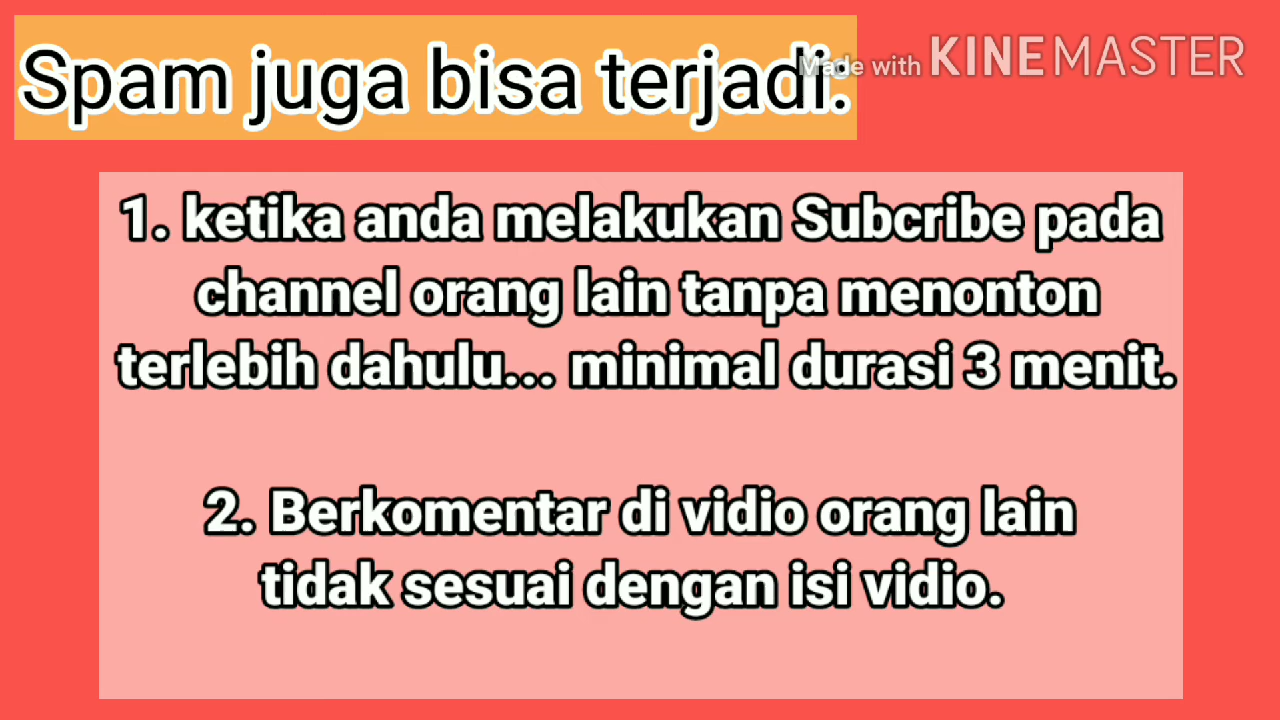 Spam juga bisa terjadi:
Made with KINEMASTER
1. ketika anda melakukan Subcribe pada
channel orang lain tanpa menonton
terlebih dahulu... minimal durasi 3 menit.
2. Berkomentar di vidio orang lain
tidak sesuai dengan isi vidio.